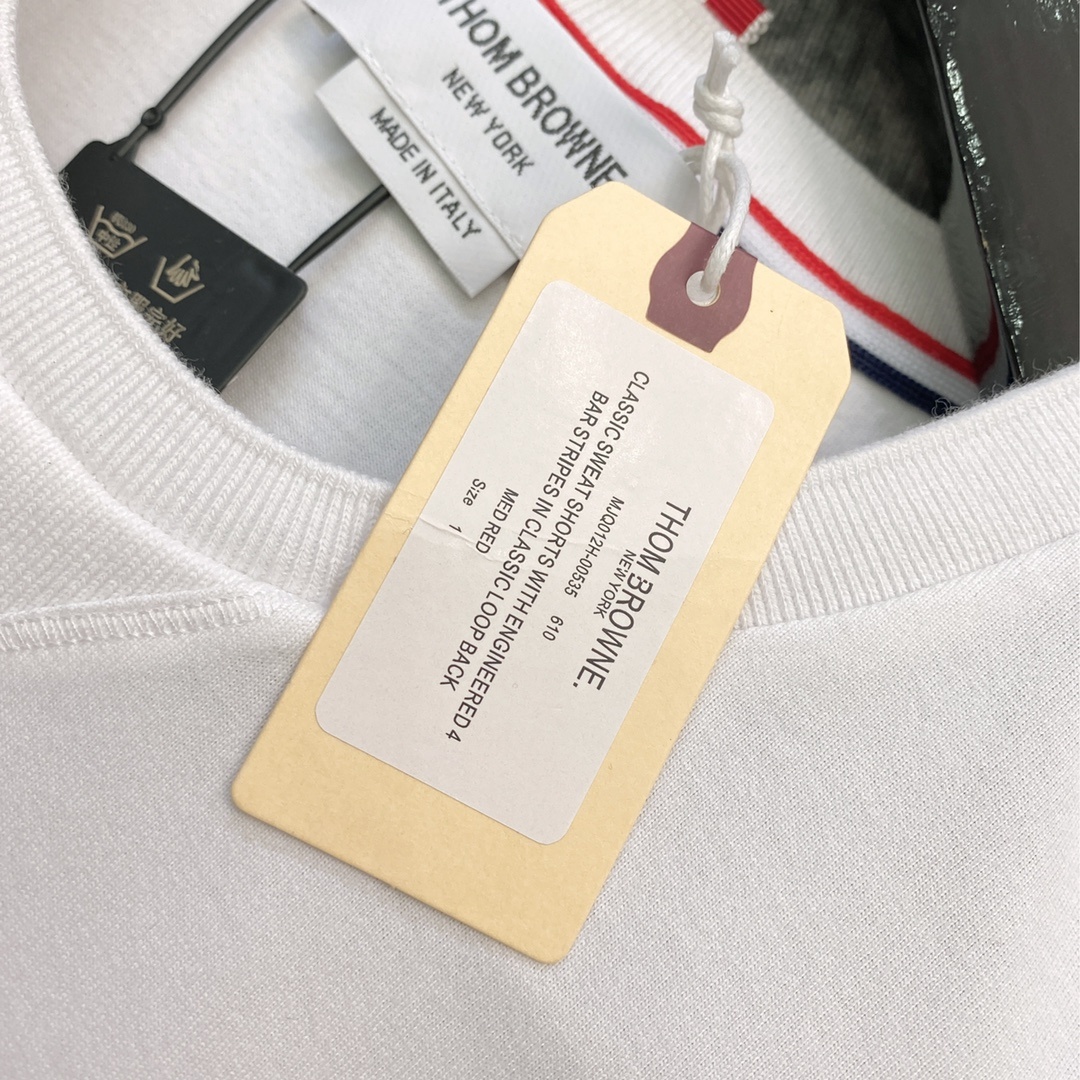 THOM BROWNE
NEW YORK
MADE IN ITALY
THOM BROWNE.
NEW YORK
MJQ012H-00535 610
CLASSIC SWEAT SHORTS WITH ENGINEERED 4
BAR STRIPES IN CLASSIC LOOP BACK
MED RED
Size 1